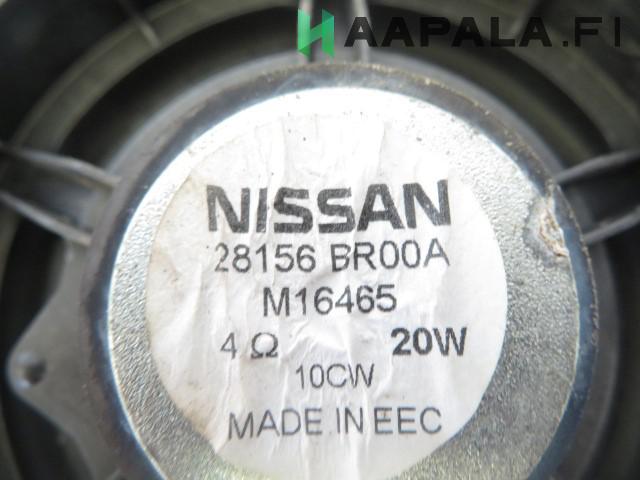 HAAPALA.FI
NISSAN
28156 BR00A
M16465
4 Ω 20W
10CW
MADE IN EEC